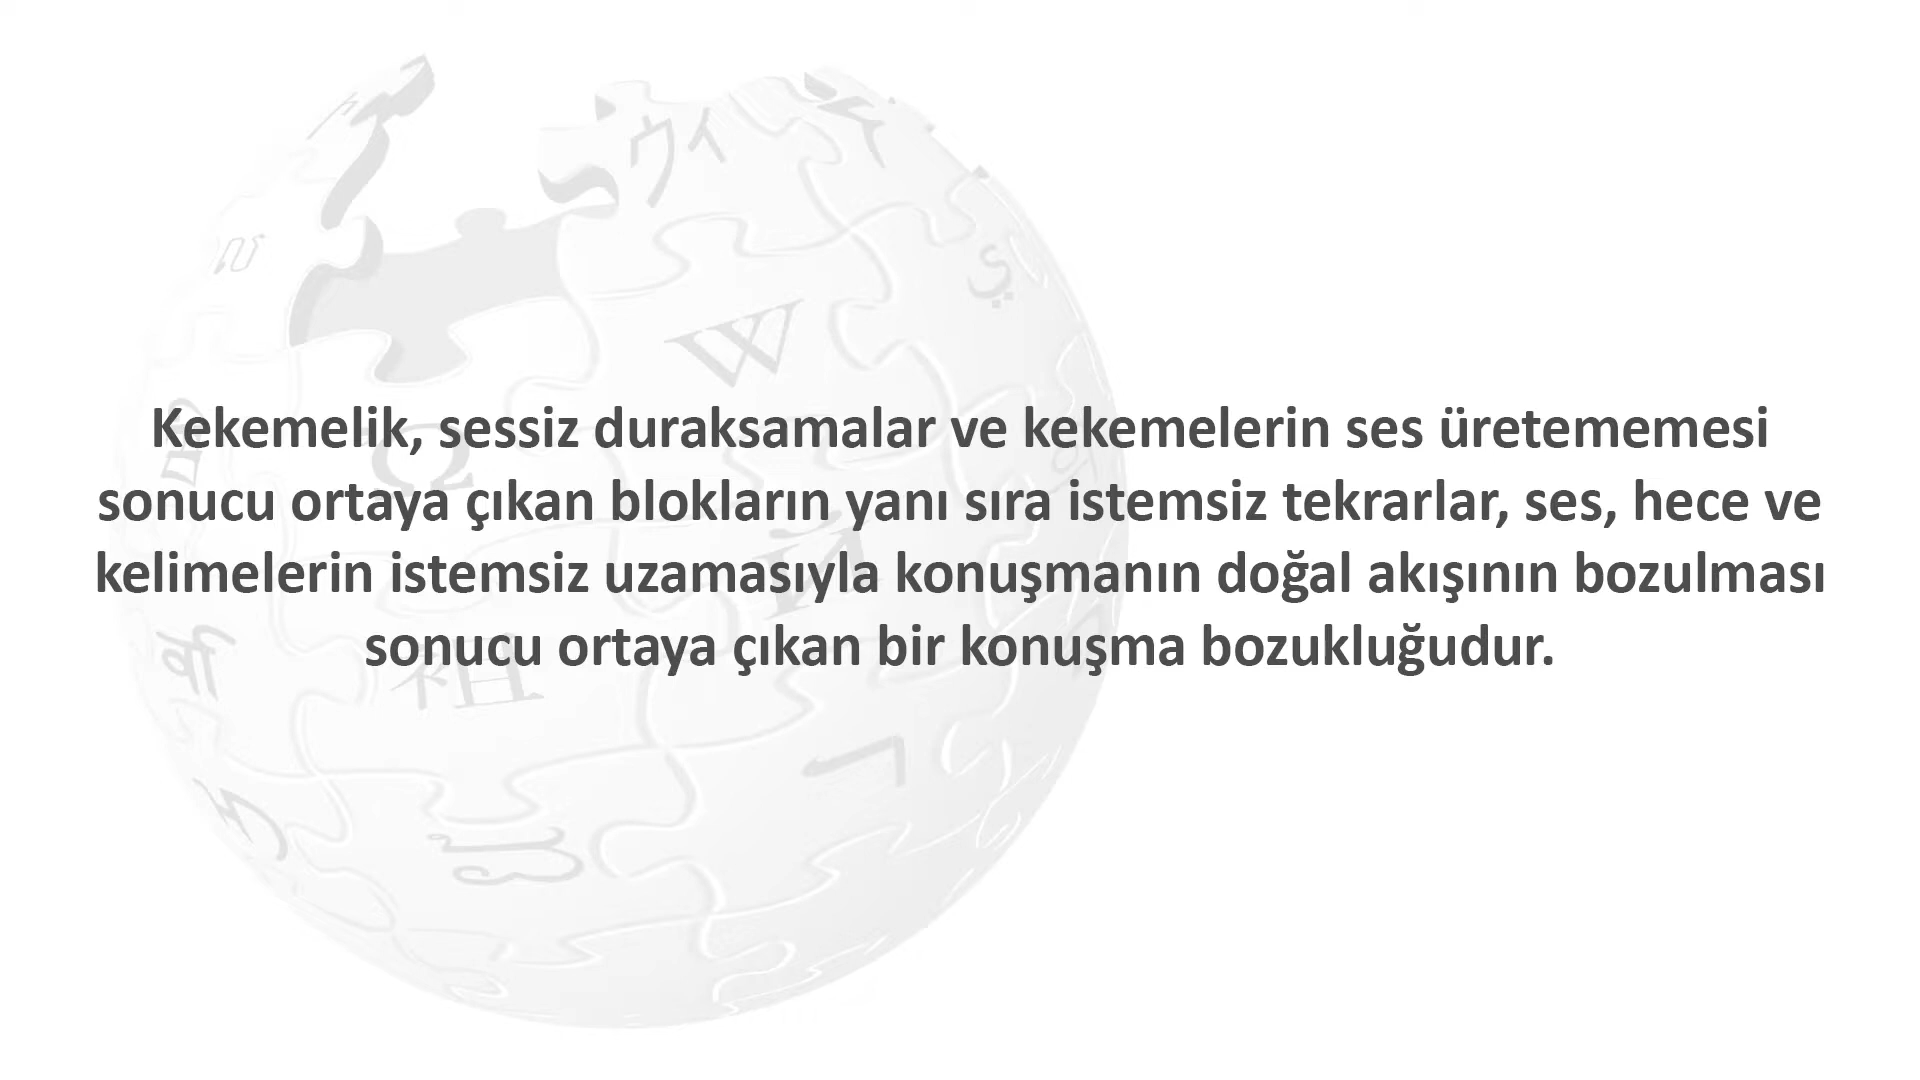 Kekemelik, sessiz duraksamalar ve kekemelerin ses üretememesi
sonucu ortaya çıkan blokların yanı sıra istemsiz tekrarlar, ses, hece ve
kelimelerin istemsiz uzamasıyla konuşmanın doğal akışının bozulması
sonucu ortaya çıkan bir konuşma bozukluğudur.